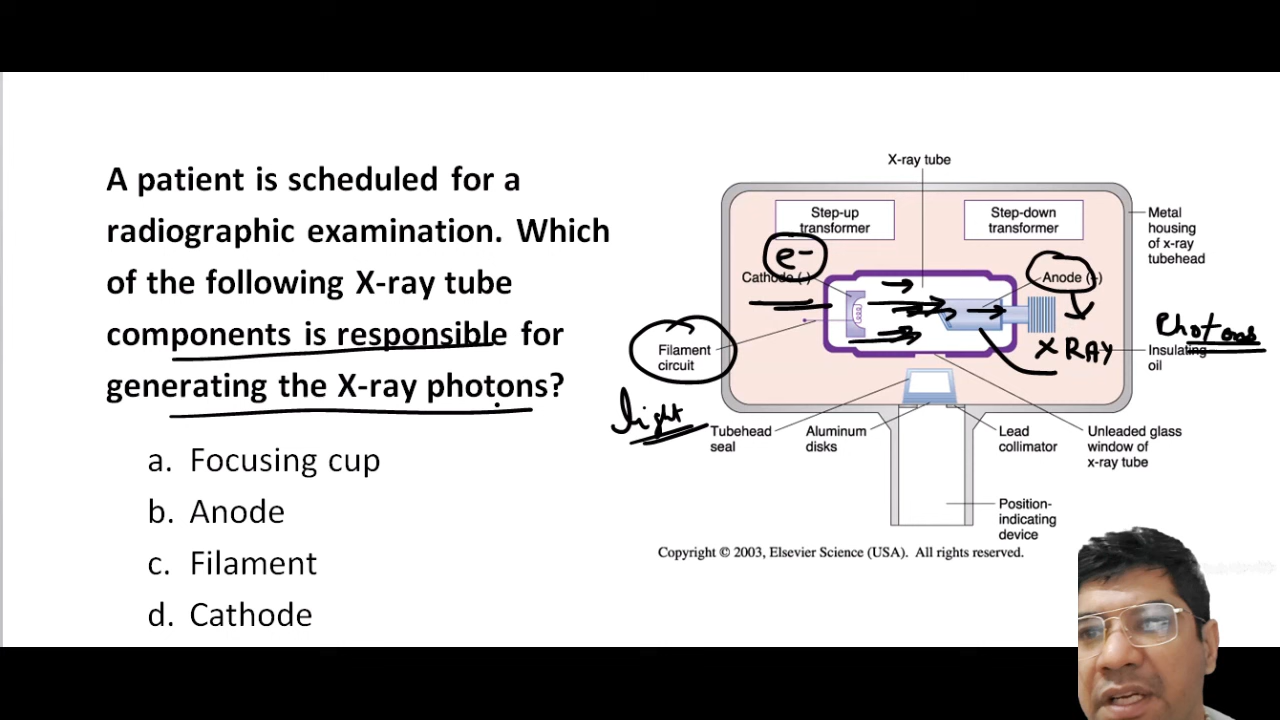 A patient is scheduled for a
radiographic examination. Which
of the following X-ray tube
components is responsible for
generating the X-ray photons?
a. Focusing cup
b. Anode
c. Filament
d. Cathode
X-ray tube
Step-up
transformer
Step-down
transformer
Metal
housing
of x-ray
tubehead
e-
Cathode (-)
Anode (+)
Filament
circuit
X RAY
Photons
Insulating
oil
light
Tubehead
seal
Aluminum
disks
Lead
collimator
Unleaded glass
window of
x-ray tube
Position-
indicating
device
Copyright © 2003, Elsevier Science (USA). All rights reserved.